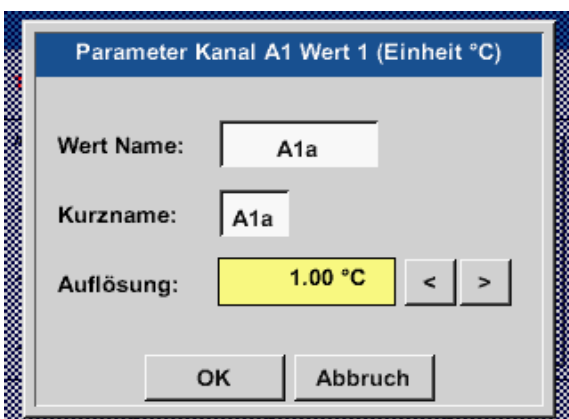 Parameter Kanal A1 Wert 1 (Einheit °C)
Wert Name: A1a
Kurzname: A1a
Auflösung: 1.00 °C < >
OK Abbruch